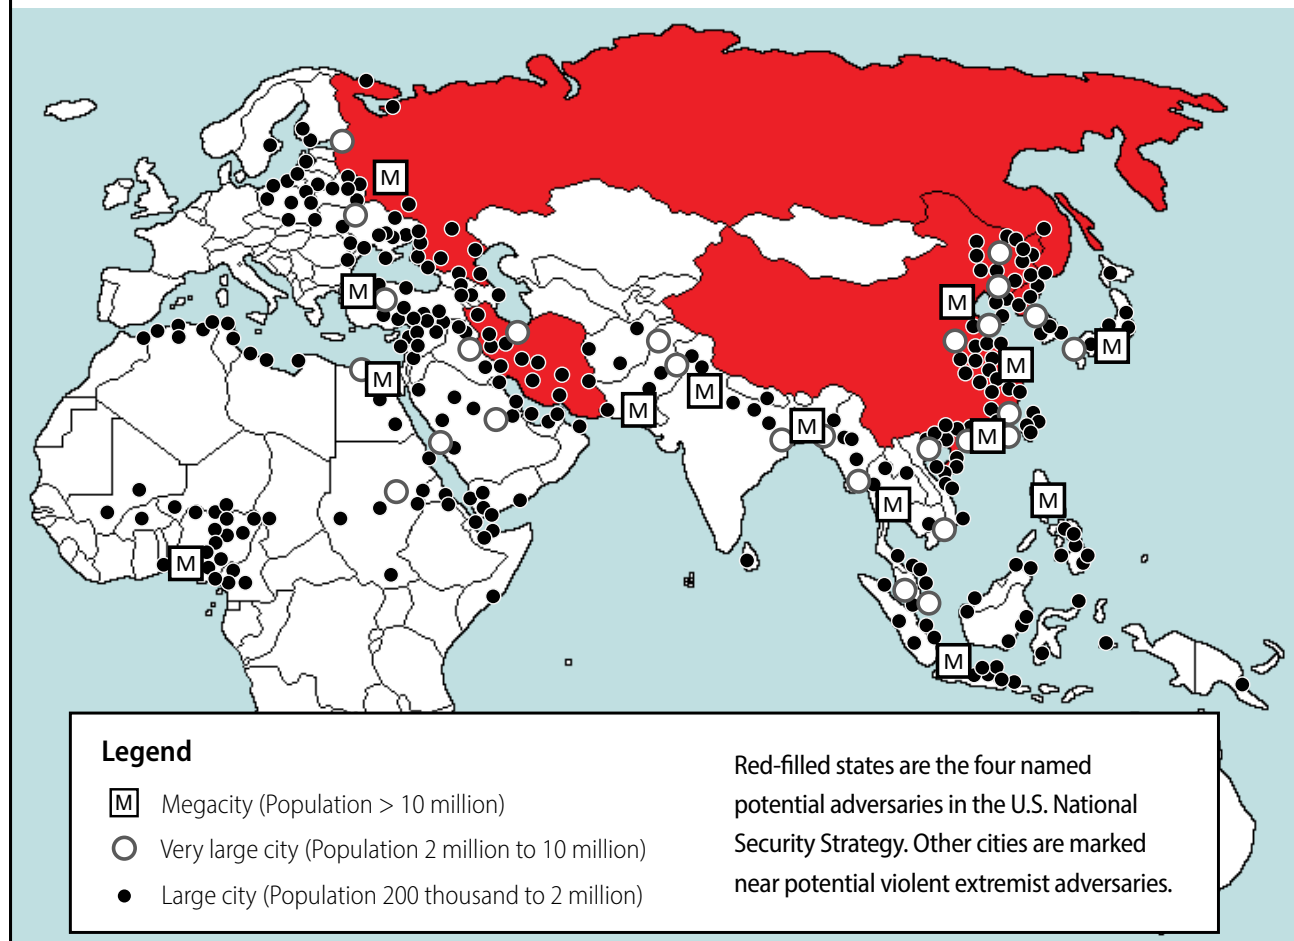 M
M
M
M
M
M
M
M
M
M
M
M
M
M
Legend
M Megacity (Population > 10 million)
Very large city (Population 2 million to 10 million)
Large city (Population 200 thousand to 2 million)
Red-filled states are the four named
potential adversaries in the U.S. National
Security Strategy. Other cities are marked
near potential violent extremist adversaries.